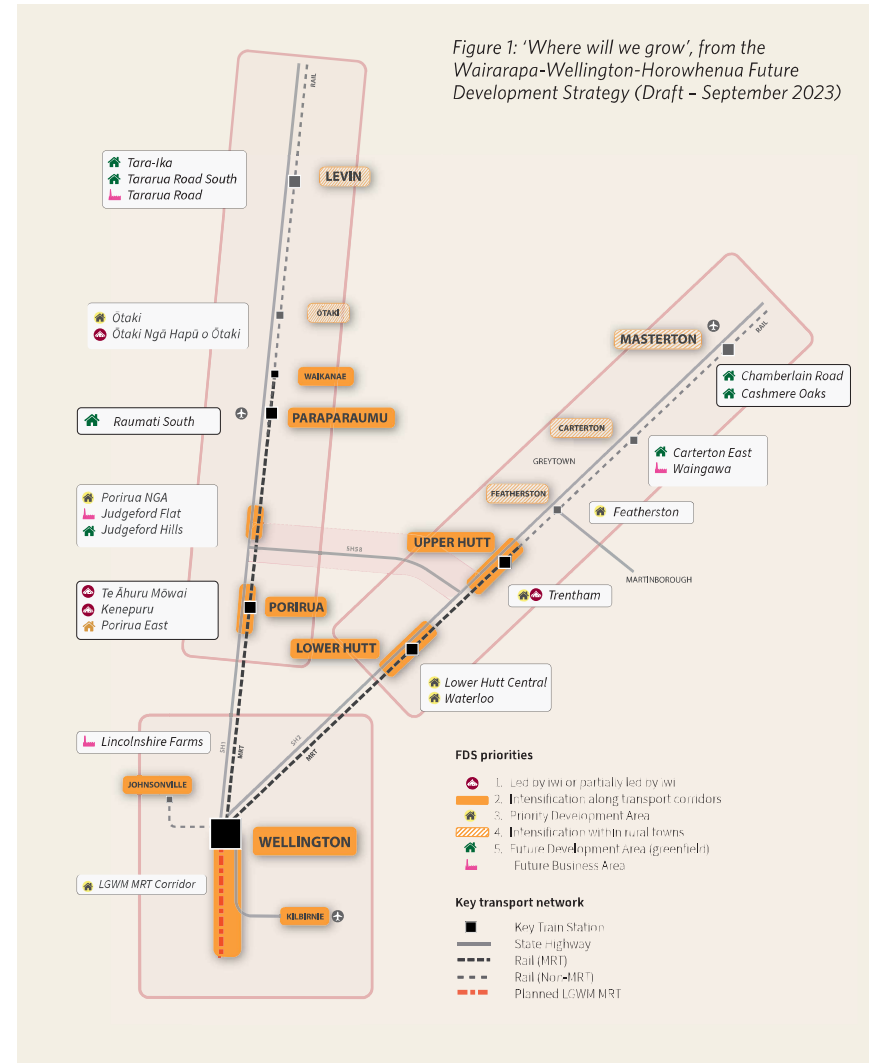 Figure 1: ‘Where will we grow’, from the
Wairarapa-Wellington-Horowhenua Future
Development Strategy (Draft – September 2023)
RAIL
Tara-Ika
Tararua Road South
Tararua Road
LEVIN
Ōtaki
Ōtaki Ngā Hapū o Ōtaki
ŌTAKI
WAIKANAE
Raumati South
PARAPARAUMU
MASTERTON
RAIL
Chamberlain Road
Cashmere Oaks
CARTERTON
GREYTOWN
Carterton East
Waingawa
FEATHERSTON
Featherston
Porirua NGA
Judgeford Flat
Judgeford Hills
SH58
UPPER HUTT
MARTINBOROUGH
Trentham
Te Āhuru Mōwai
Kenepuru
Porirua East
PORIRUA
LOWER HUTT
Lower Hutt Central
Waterloo
Lincolnshire Farms
SH1
MRT
SH2
MRT
JOHNSONVILLE
WELLINGTON
LGWM MRT Corridor
KILBIRNIE
FDS priorities
1. Led by iwi or partially led by iwi
2. Intensification along transport corridors
3. Priority Development Area
4. Intensification within rural towns
5. Future Development Area (greenfield)
Future Business Area
Key transport network
Key Train Station
State Highway
Rail (MRT)
Rail (Non-MRT)
Planned LGWM MRT